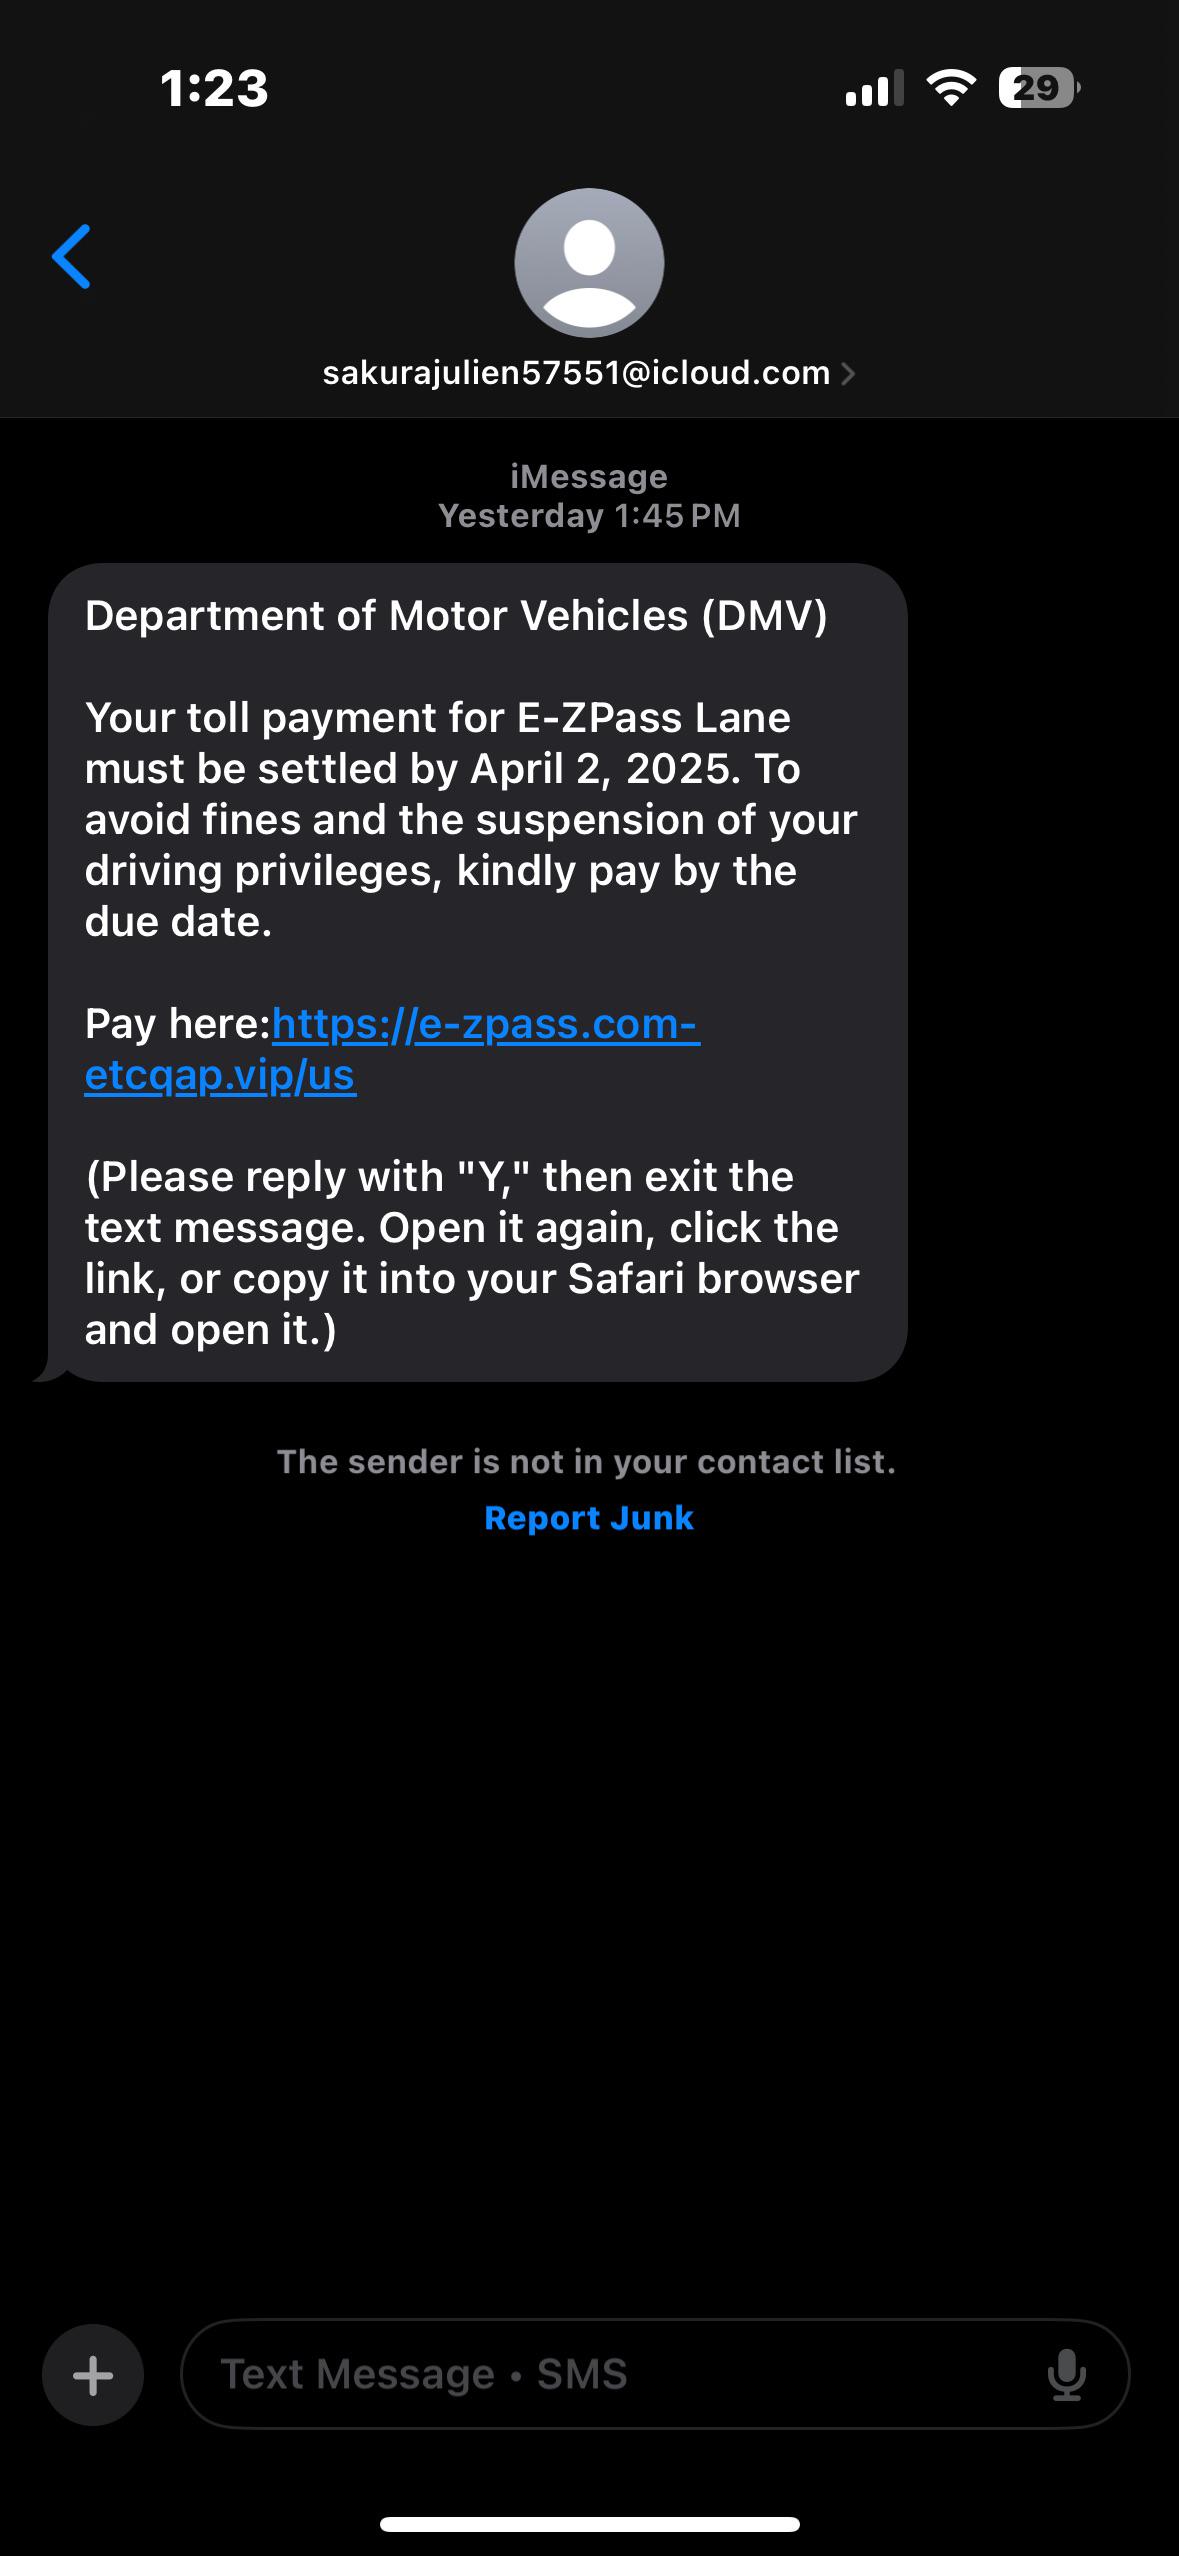 1:23
29
sakurajulien57551@icloud.com
iMessage
Yesterday 1:45 PM
Department of Motor Vehicles (DMV)
Your toll payment for E-ZPass Lane
must be settled by April 2, 2025. To
avoid fines and the suspension of your
driving privileges, kindly pay by the
due date.
Pay here:https://e-zpass.com-
etcqap.vip/us
(Please reply with "Y," then exit the
text message. Open it again, click the
link, or copy it into your Safari browser
and open it.)
The sender is not in your contact list.
Report Junk
Text Message • SMS